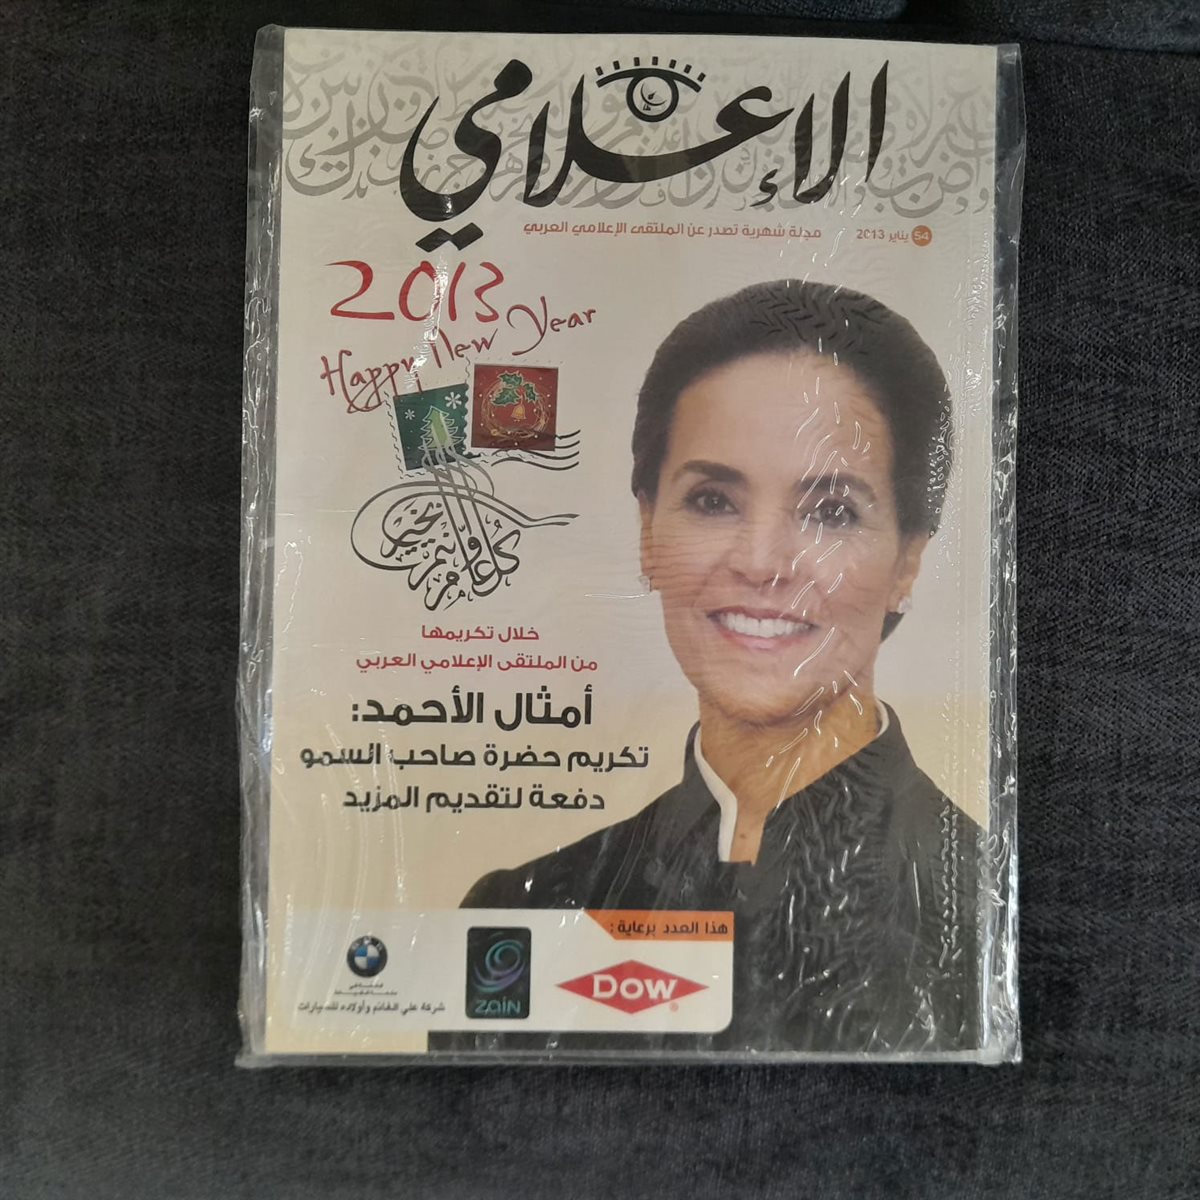 الإعلامي
54 يناير 2013 مجلة شهرية تصدر عن الملتقى الإعلامي العربي
2013
Happy New Year
كل عام وأنتم بخير
خلال تكريمها
من الملتقى الإعلامي العربي
أمثال الأحمد:
تكريم حضرة صاحب السمو
دفعة لتقديم المزيد
هذا العدد برعاية :
DOW
ZAIN
BMW
شركة علي الغانم وأولاده للسيارات